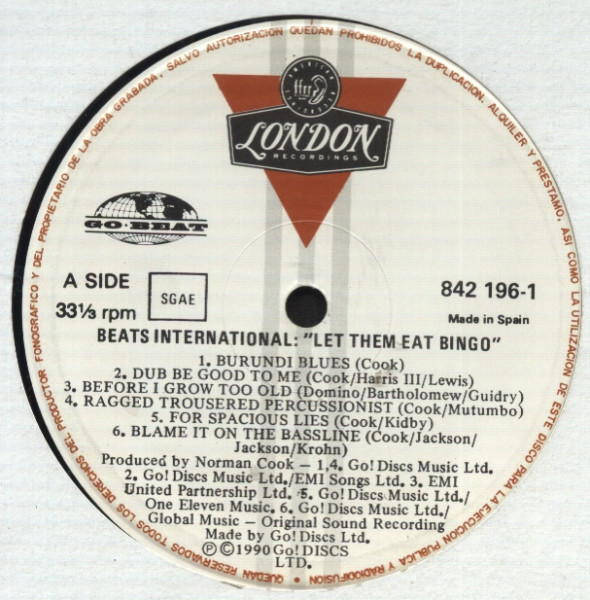 QUEDAN RESERVADOS TODOS LOS DERECHOS DEL PRODUCTOR FONOGRAFICO Y DEL PROPIETARIO DE LA OBRA GRABADA, SALVO AUTORIZACION QUEDAN PROHIBIDOS LA DUPLICACION, ALQUILER Y PRESTAMO, ASI COMO LA UTILIZACION DE ESTE DISCO PARA LA EJECUCION PUBLICA Y RADIODIFUSION
AMERICAN
ffrr
RECORDINGS
LONDON
RECORDINGS
GO·BEAT
A SIDE
33⅓ rpm
SGAE
842 196-1
Made in Spain
BEATS INTERNATIONAL: "LET THEM EAT BINGO"
1. BURUNDI BLUES (Cook)
2. DUB BE GOOD TO ME (Cook/Harris III/Lewis)
3. BEFORE I GROW TOO OLD (Domino/Bartholomew/Guidry)
4. RAGGED TROUSERED PERCUSSIONIST (Cook/Mutumbo)
5. FOR SPACIOUS LIES (Cook/Kidby)
6. BLAME IT ON THE BASSLINE (Cook/Jackson/
Jackson/Krohn)
Produced by Norman Cook – 1,4. Go! Discs Music Ltd.
2. Go! Discs Music Ltd./EMI Songs Ltd. 3. EMI
United Partnership Ltd. 5. Go! Discs Music Ltd./
One Eleven Music. 6. Go! Discs Music Ltd./
Global Music – Original Sound Recording
Made by Go! Discs Ltd.
Ⓟ©1990 Go! DISCS
LTD.